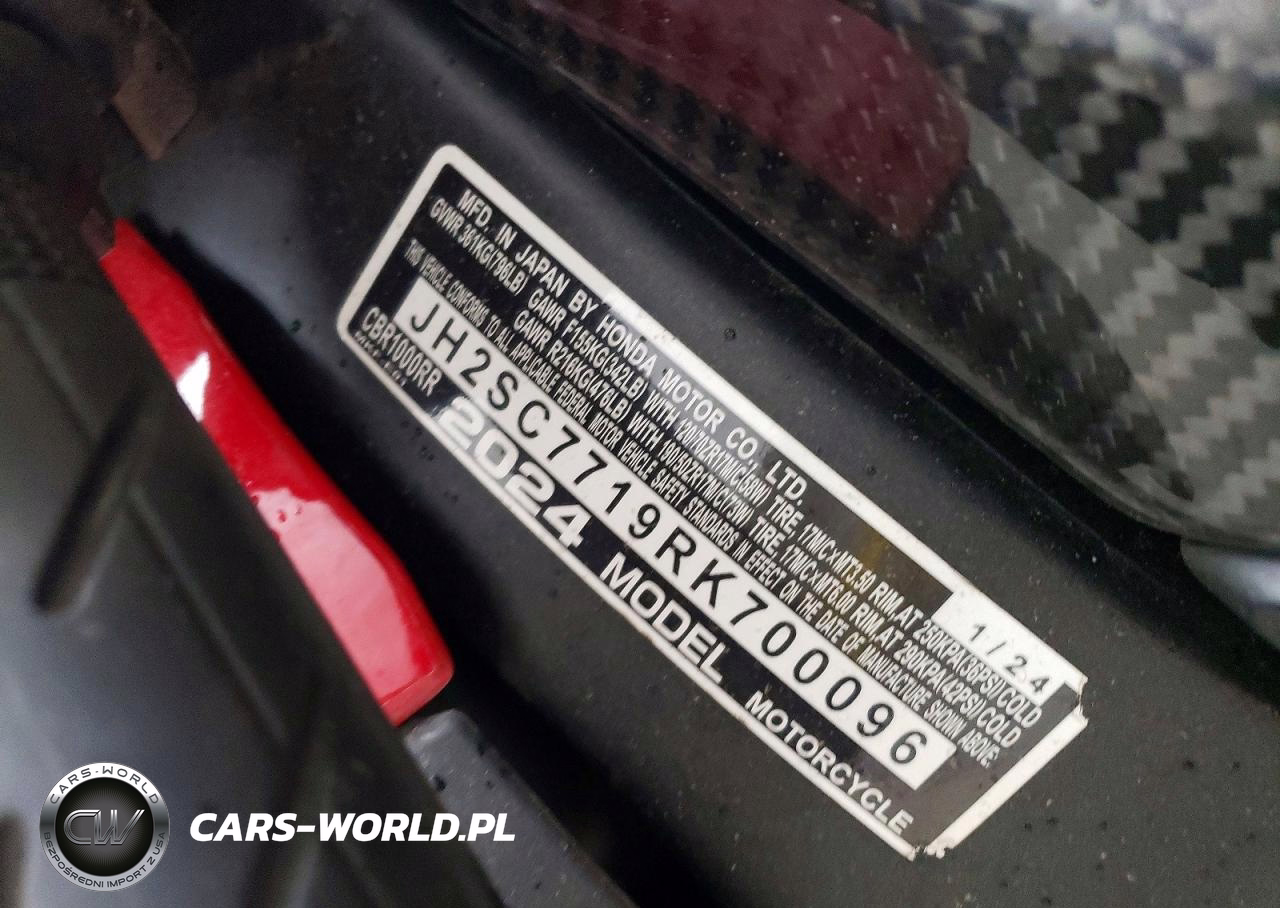 MFD. IN JAPAN BY HONDA MOTOR CO., LTD. 1/24
GVWR 361KG(796LB) GAWR F155KG(342LB) WITH 120/70ZR17M/C(58W) TIRE, 17M/C×MT3.50 RIM, AT 250KPA(36PSI) COLD
GAWR R216KG(476LB) WITH 190/50ZR17M/C(73W) TIRE, 17M/C×MT6.00 RIM, AT 290KPA(42PSI) COLD
THIS VEHICLE CONFORMS TO ALL APPLICABLE FEDERAL MOTOR VEHICLE SAFETY STANDARDS IN EFFECT ON THE DATE OF MANUFACTURE SHOWN ABOVE.
JH2SC7719RK700096
CBR1000RR
2024 MODEL MOTORCYCLE
CARS-WORLD
CW
BEZPOŚREDNI IMPORT Z USA
CARS-WORLD.PL